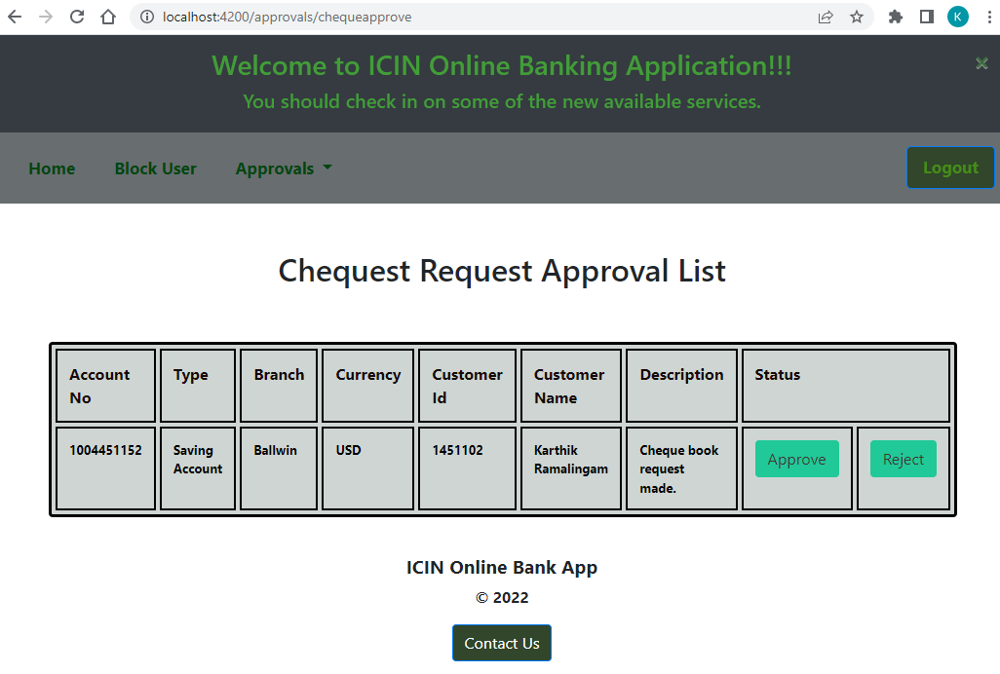 localhost:4200/approvals/chequeapprove
K
Welcome to ICIN Online Banking Application!!!
×
You should check in on some of the new available services.
Home Block User Approvals Logout
Chequest Request Approval List
Account No Type Branch Currency Customer Id Customer Name Description Status
1004451152 Saving Account Ballwin USD 1451102 Karthik Ramalingam Cheque book request made. Approve Reject
ICIN Online Bank App
© 2022
Contact Us